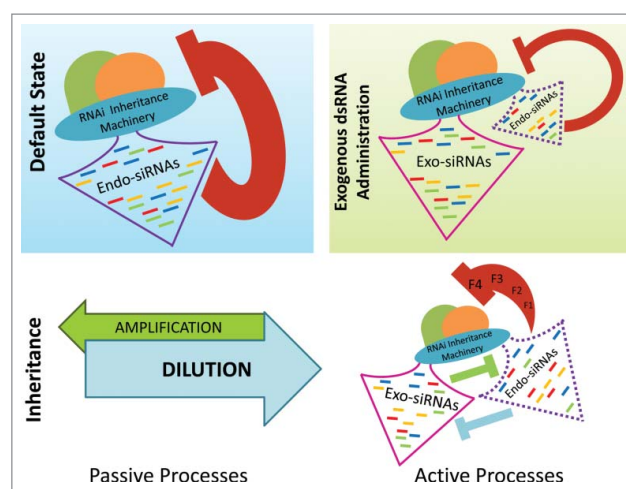 Default State
RNAi Inheritance
Machinery
Endo-siRNAs
Exogenous dsRNA
Administration
RNAi Inheritance
Machinery
Endo-siRNAs
Exo-siRNAs
Inheritance
AMPLIFICATION
DILUTION
Passive Processes
F4
F3
F2
F1
RNAi Inheritance
Machinery
Exo-siRNAs
Endo-siRNAs
Active Processes